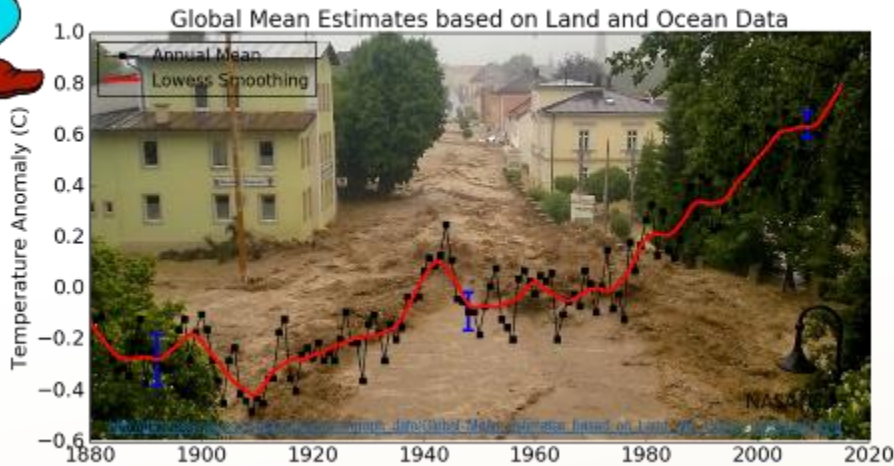 Global Mean Estimates based on Land and Ocean Data
1.0
Annual Mean
Lowess Smoothing
0.8
0.6
0.4
0.2
0.0
−0.2
−0.4
−0.6
Temperature Anomaly (C)
1880 1900 1920 1940 1960 1980 2000 2020